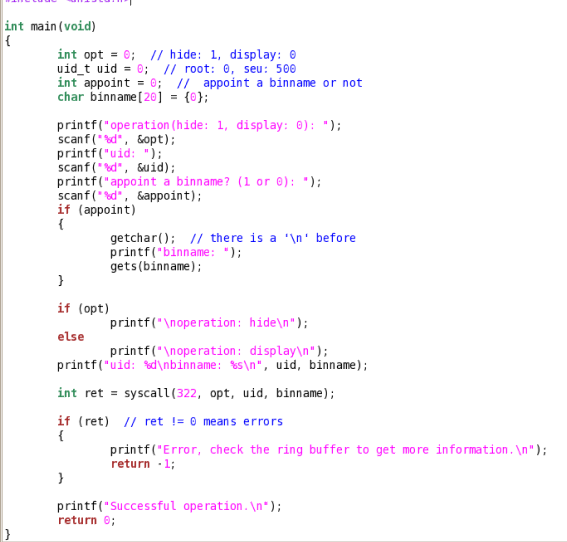 int main(void)
{
        int opt = 0;  // hide: 1, display: 0
        uid_t uid = 0;  // root: 0, seu: 500
        int appoint = 0;  //  appoint a binname or not
        char binname[20] = {0};

        printf("operation(hide: 1, display: 0): ");
        scanf("%d", &opt);
        printf("uid: ");
        scanf("%d", &uid);
        printf("appoint a binname? (1 or 0): ");
        scanf("%d", &appoint);
        if (appoint)
        {
                getchar();  // there is a '\n' before
                printf("binname: ");
                gets(binname);
        }

        if (opt)
                printf("\noperation: hide\n");
        else
                printf("\noperation: display\n");
        printf("uid: %d\nbinname: %s\n", uid, binname);

        int ret = syscall(322, opt, uid, binname);

        if (ret)  // ret != 0 means errors
        {
                printf("Error, check the ring buffer to get more information.\n");
                return -1;
        }

        printf("Successful operation.\n");
        return 0;
}